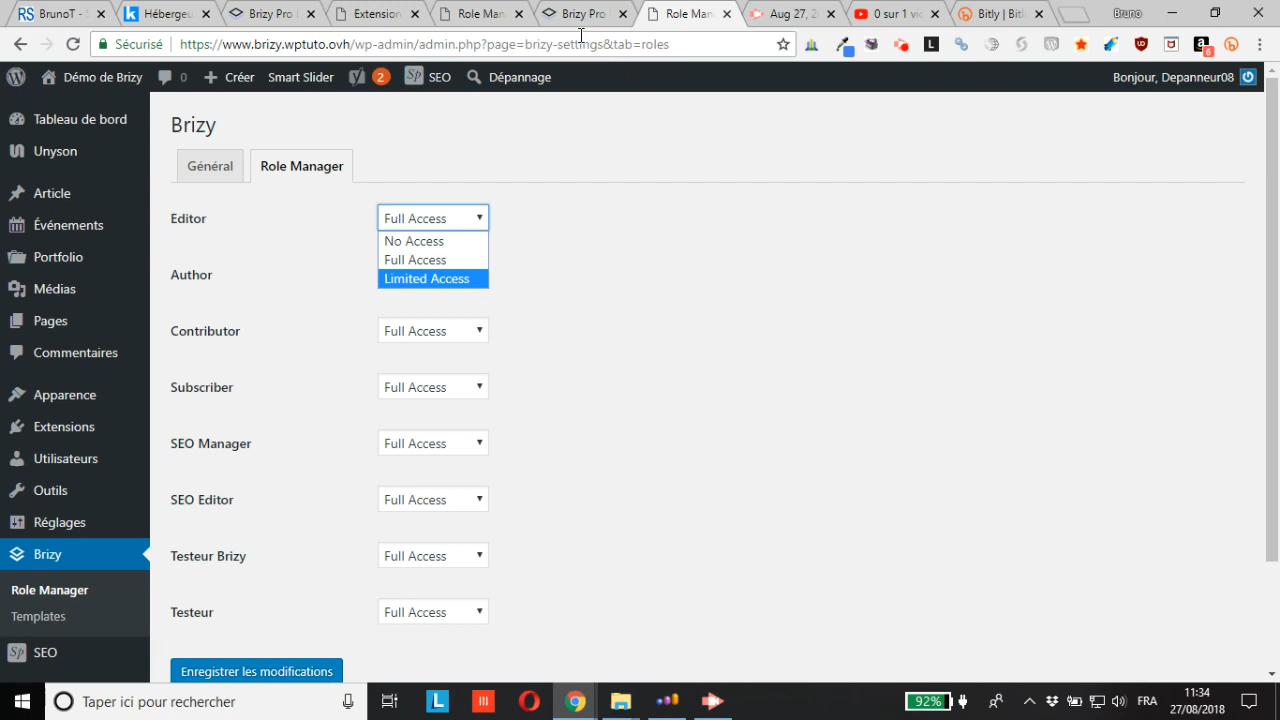 BrunoT - S
Hébergeu
Brizy Pro
Extension
Role Man
Brizy Pro
Role Man
Aug 27, 2
0 sur 1 vi
Bitly | Bitl
Bruno
Sécurisé https://www.brizy.wptuto.ovh/wp-admin/admin.php?page=brizy-settings&tab=roles
Démo de Brizy 0 Créer Smart Slider 2 SEO Dépannage Bonjour, Depanneur08
Tableau de bord
Unyson
Article
Événements
Portfolio
Médias
Pages
Commentaires
Apparence
Extensions
Utilisateurs
Outils
Réglages
Brizy
Role Manager
Templates
SEO
Brizy
Général Role Manager
Editor Full Access
No Access
Full Access
Limited Access
Author
Contributor Full Access
Subscriber Full Access
SEO Manager Full Access
SEO Editor Full Access
Testeur Brizy Full Access
Testeur Full Access
Enregistrer les modifications
Taper ici pour rechercher
92%
FRA
11:34
27/08/2018